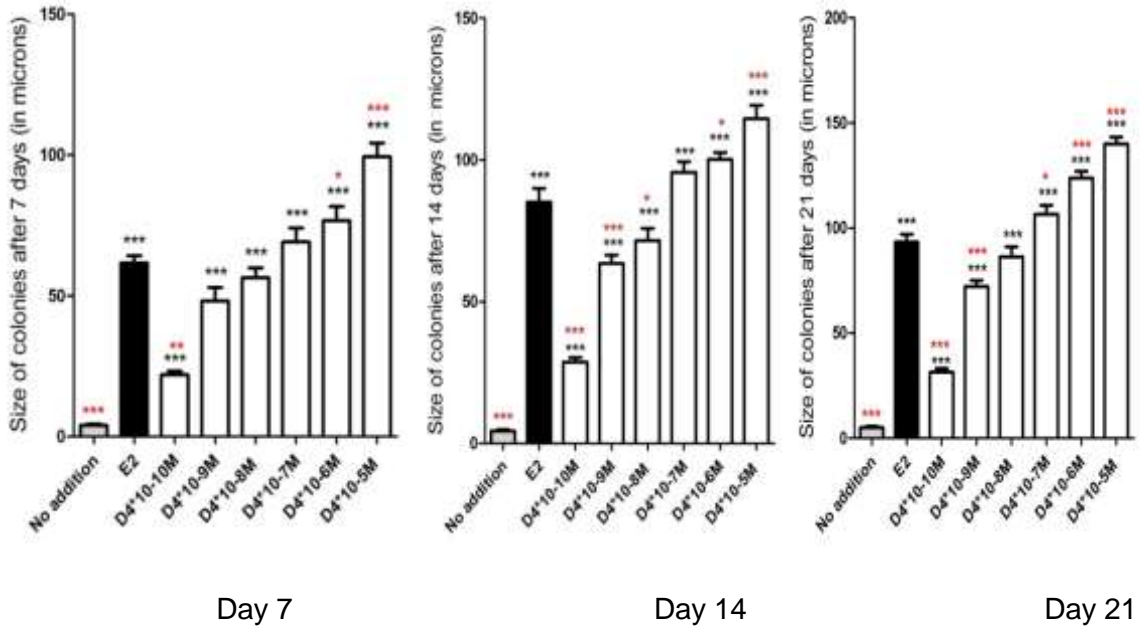 Size of colonies after 7 days (in microns)
150
100
50
0
***
***
**
***
***
***
***
*
***
***
***
No addition
E2
D4*10-10M
D4*10-9M
D4*10-8M
D4*10-7M
D4*10-6M
D4*10-5M
Day 7
Size of colonies after 14 days (in microns)
150
100
50
0
***
***
***
***
***
***
*
***
***
*
***
***
***
No addition
E2
D4*10-10M
D4*10-9M
D4*10-8M
D4*10-7M
D4*10-6M
D4*10-5M
Day 14
Size of colonies after 21 days (in microns)
200
150
100
50
0
***
***
***
***
***
***
***
*
***
***
***
***
***
No addition
E2
D4*10-10M
D4*10-9M
D4*10-8M
D4*10-7M
D4*10-6M
D4*10-5M
Day 21